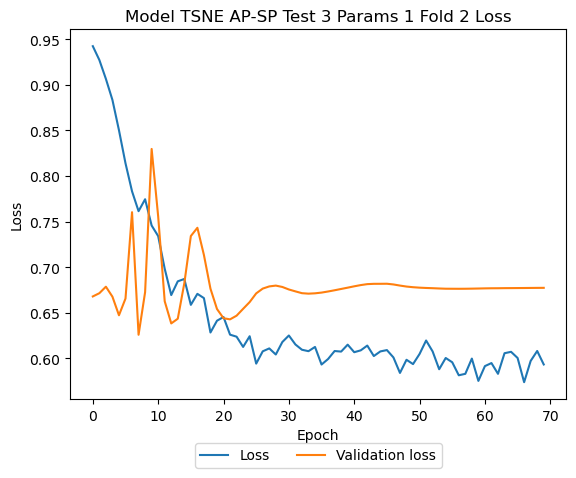 Model TSNE AP-SP Test 3 Params 1 Fold 2 Loss
0.95
0.90
0.85
0.80
0.75
0.70
0.65
0.60
Loss
0 10 20 30 40 50 60 70
Epoch
Loss Validation loss